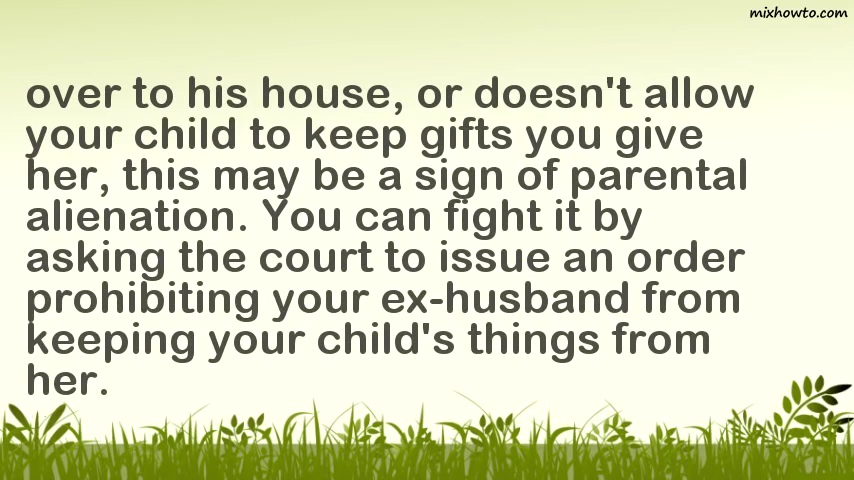 mixhowto.com
over to his house, or doesn't allow
your child to keep gifts you give
her, this may be a sign of parental
alienation. You can fight it by
asking the court to issue an order
prohibiting your ex-husband from
keeping your child's things from
her.